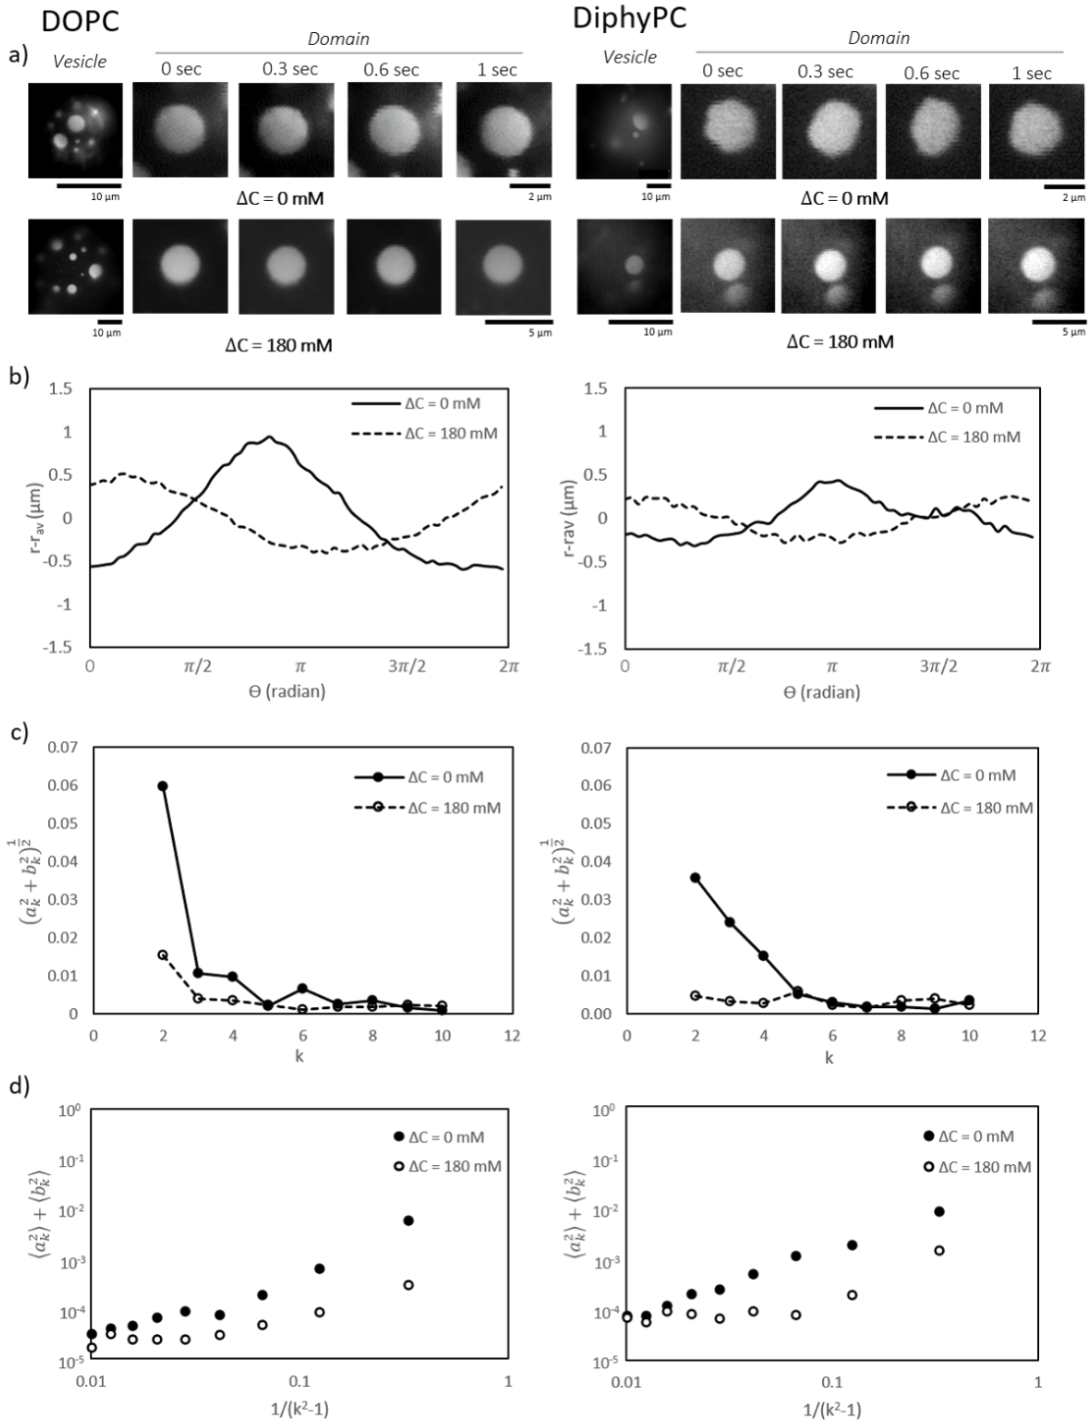 DOPC
DiphyPC
a)
Vesicle
Domain
0 sec
0.3 sec
0.6 sec
1 sec
Vesicle
Domain
0 sec
0.3 sec
0.6 sec
1 sec
10 µm
ΔC = 0 mM
2 µm
10 µm
ΔC = 0 mM
2 µm
10 µm
ΔC = 180 mM
5 µm
10 µm
ΔC = 180 mM
5 µm
b)
1.5
1
0.5
0
-0.5
-1
-1.5
r-r_av (µm)
ΔC = 0 mM
ΔC = 180 mM
0 π/2 π 3π/2 2π
ϴ (radian)
1.5
1
0.5
0
-0.5
-1
-1.5
r-rav (µm)
ΔC = 0 mM
ΔC = 180 mM
0 π/2 π 3π/2 2π
ϴ (radian)
c)
0.07
0.06
0.05
0.04
0.03
0.02
0.01
0
(a_k^2 + b_k^2)^{1/2}
ΔC = 0 mM
ΔC = 180 mM
0 2 4 6 8 10 12
k
0.07
0.06
0.05
0.04
0.03
0.02
0.01
0.00
(a_k^2 + b_k^2)^{1/2}
ΔC = 0 mM
ΔC = 180 mM
0 2 4 6 8 10 12
k
d)
10^0
10^-1
10^-2
10^-3
10^-4
10^-5
⟨a_k^2⟩ + ⟨b_k^2⟩
ΔC = 0 mM
ΔC = 180 mM
0.01 0.1 1
1/(k²-1)
10^0
10^-1
10^-2
10^-3
10^-4
10^-5
⟨a_k^2⟩ + ⟨b_k^2⟩
ΔC = 0 mM
ΔC = 180 mM
0.01 0.1 1
1/(k²-1)